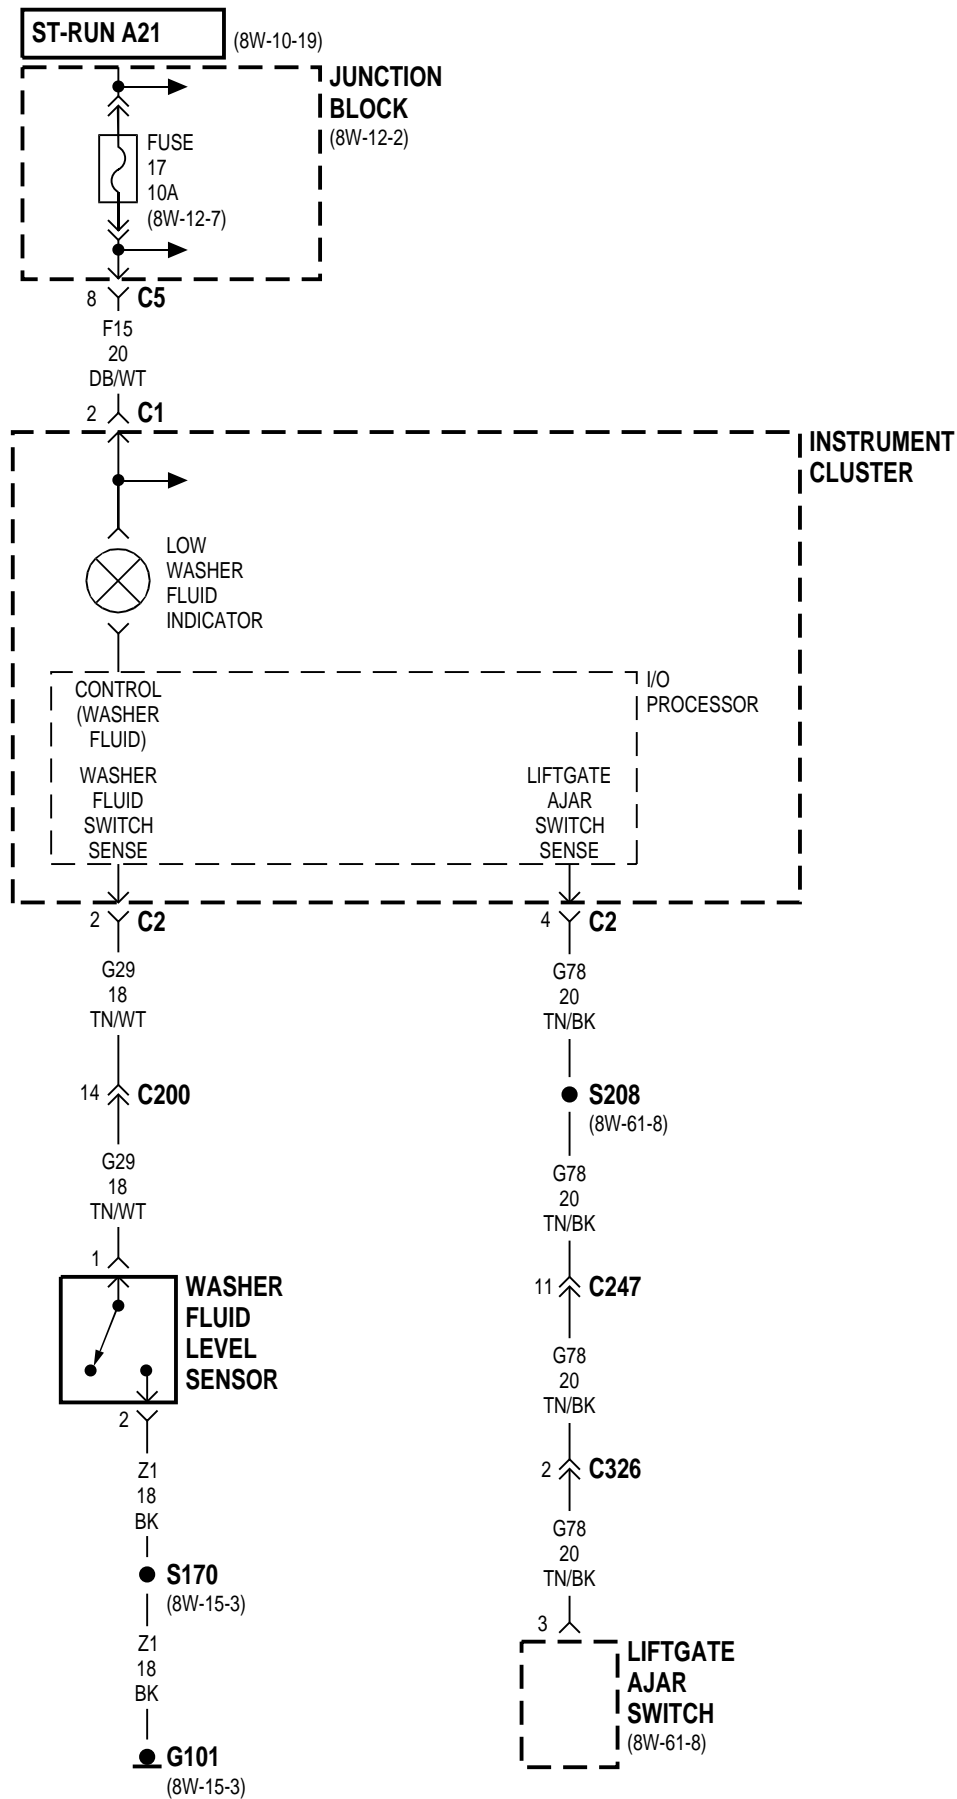 ST-RUN A21
(8W-10-19)
JUNCTION
BLOCK
(8W-12-2)
FUSE
17
10A
(8W-12-7)
8
C5
F15
20
DB/WT
2
C1
INSTRUMENT
CLUSTER
LOW
WASHER
FLUID
INDICATOR
I/O
PROCESSOR
CONTROL
(WASHER
FLUID)
WASHER
FLUID
SWITCH
SENSE
LIFTGATE
AJAR
SWITCH
SENSE
2
C2
G29
18
TN/WT
14
C200
G29
18
TN/WT
1
WASHER
FLUID
LEVEL
SENSOR
2
Z1
18
BK
S170
(8W-15-3)
Z1
18
BK
G101
(8W-15-3)
4
C2
G78
20
TN/BK
S208
(8W-61-8)
G78
20
TN/BK
11
C247
G78
20
TN/BK
2
C326
G78
20
TN/BK
3
LIFTGATE
AJAR
SWITCH
(8W-61-8)